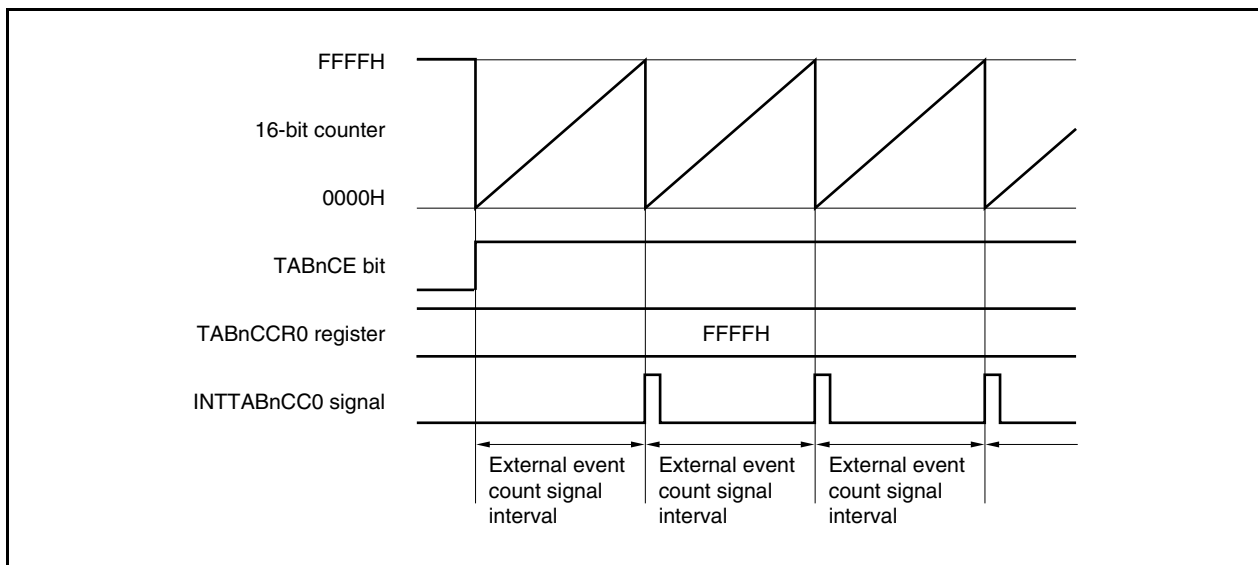 FFFFH
16-bit counter
0000H
TABnCE bit
TABnCCR0 register
FFFFH
INTTABnCC0 signal
External event
count signal
interval
External event
count signal
interval
External event
count signal
interval